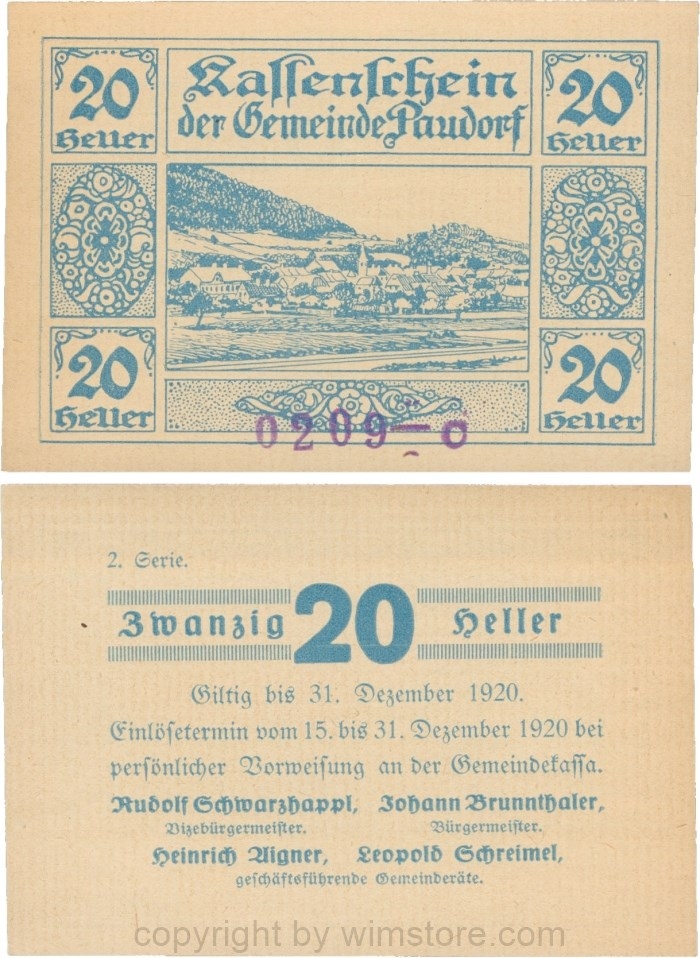 20 Heller
Kassenschein
der Gemeinde Paudorf
20 Heller
20 Heller
20 Heller
0209—o
2. Serie.
Zwanzig 20 Heller
Giltig bis 31. Dezember 1920.
Einlösetermin vom 15. bis 31. Dezember 1920 bei
persönlicher Vorweisung an der Gemeindekassa.
Rudolf Schwarzhappl, Johann Brunnthaler,
Vizebürgermeister. Bürgermeister.
Heinrich Aigner, Leopold Schreimel,
geschäftsführende Gemeinderäte.
copyright by wimstore.com